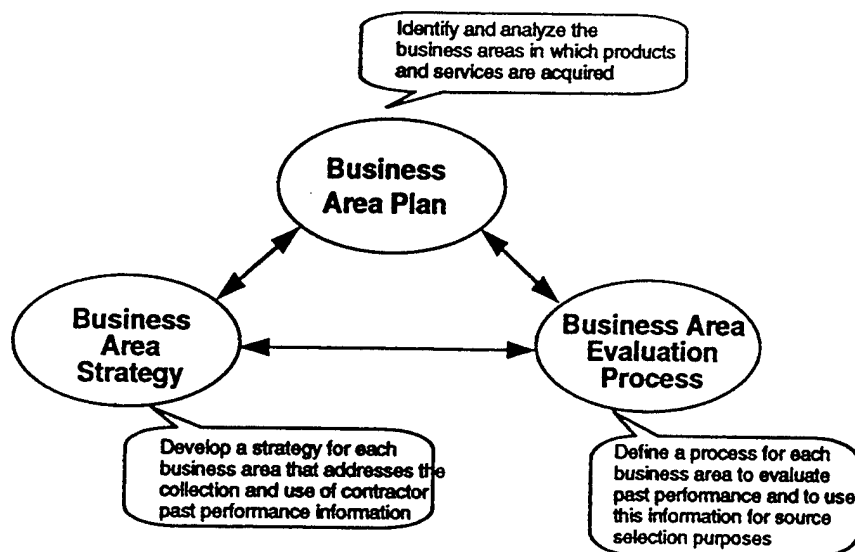 Identify and analyze the
business areas in which products
and services are acquired
Business
Area Plan
Business
Area
Strategy
Business Area
Evaluation
Process
Develop a strategy for each
business area that addresses the
collection and use of contractor
past performance information
Define a process for each
business area to evaluate
past performance and to use
this information for source
selection purposes